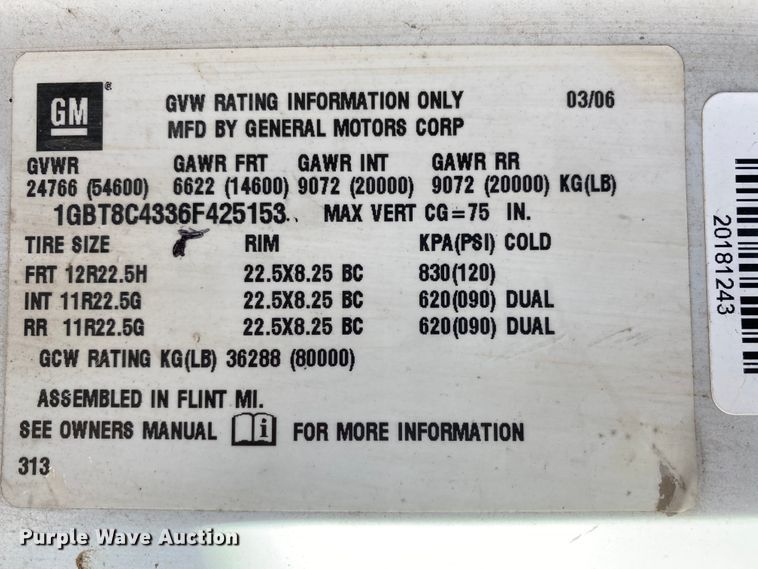 GM ®
GVW RATING INFORMATION ONLY 03/06
MFD BY GENERAL MOTORS CORP
GVWR GAWR FRT GAWR INT GAWR RR
24766 (54600) 6622 (14600) 9072 (20000) 9072 (20000) KG(LB)
1GBT8C4336F425153 MAX VERT CG=75 IN.
TIRE SIZE RIM KPA(PSI) COLD
FRT 12R22.5H 22.5X8.25 BC 830(120)
INT 11R22.5G 22.5X8.25 BC 620(090) DUAL
RR 11R22.5G 22.5X8.25 BC 620(090) DUAL
GCW RATING KG(LB) 36288 (80000)
ASSEMBLED IN FLINT MI.
SEE OWNERS MANUAL i FOR MORE INFORMATION
313
20181243
Purple Wave Auction